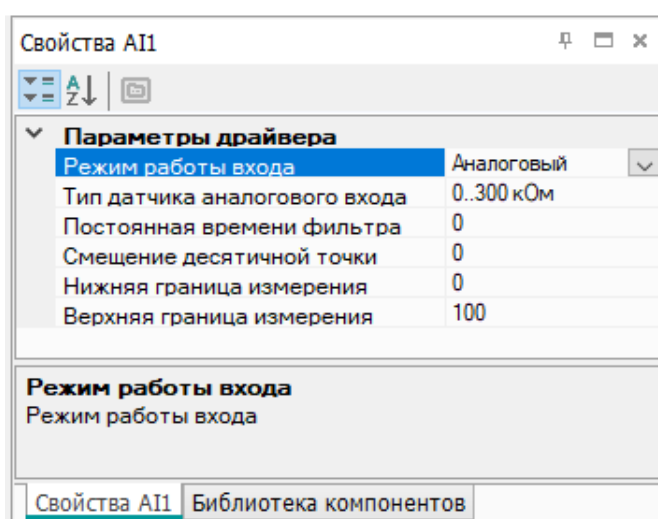 Свойства AI1
Параметры драйвера
Режим работы входа Аналоговый
Тип датчика аналогового входа 0..300 кОм
Постоянная времени фильтра 0
Смещение десятичной точки 0
Нижняя граница измерения 0
Верхняя граница измерения 100
Режим работы входа
Режим работы входа
Свойства AI1 Библиотека компонентов